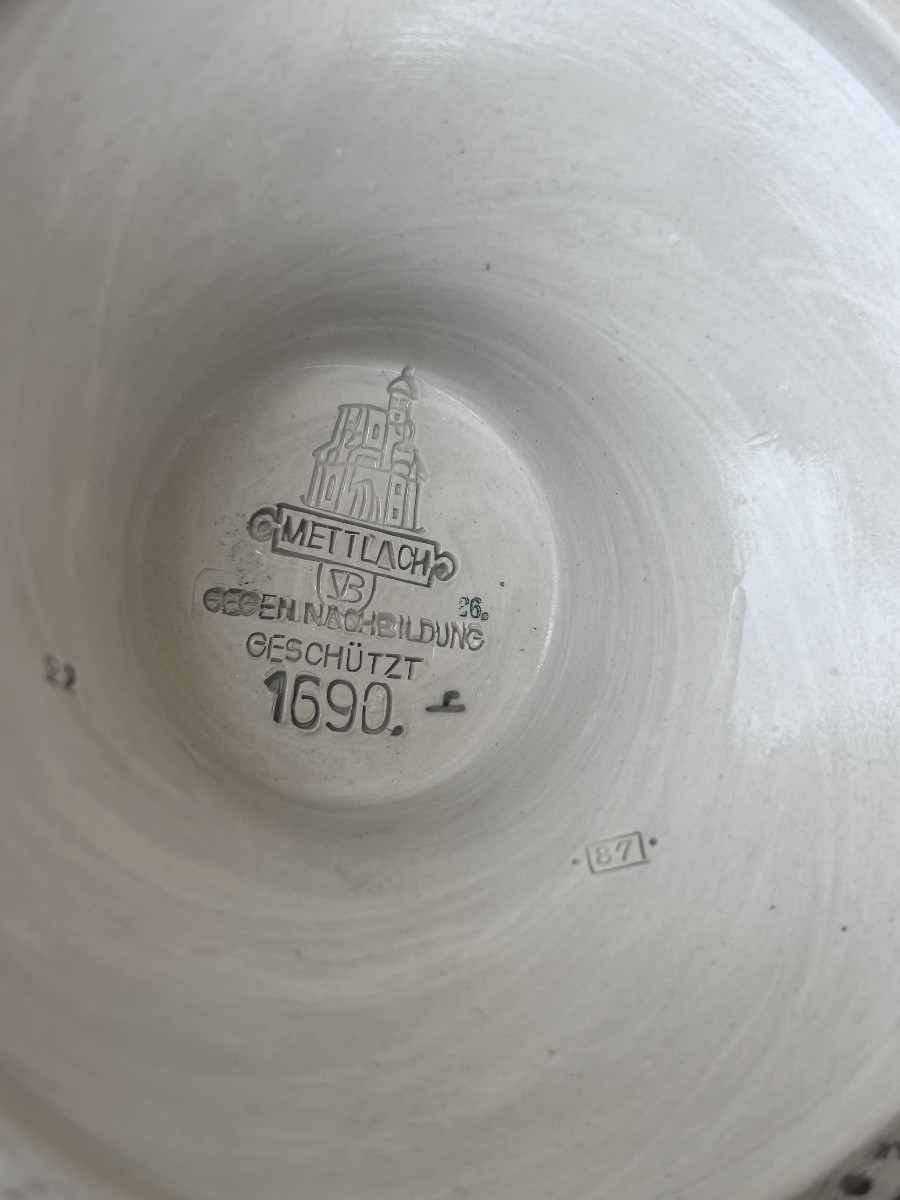 METTLACH
VB
GEGEN NACHBILDUNG
26.
GESCHÜTZT
1690.
22
·87·